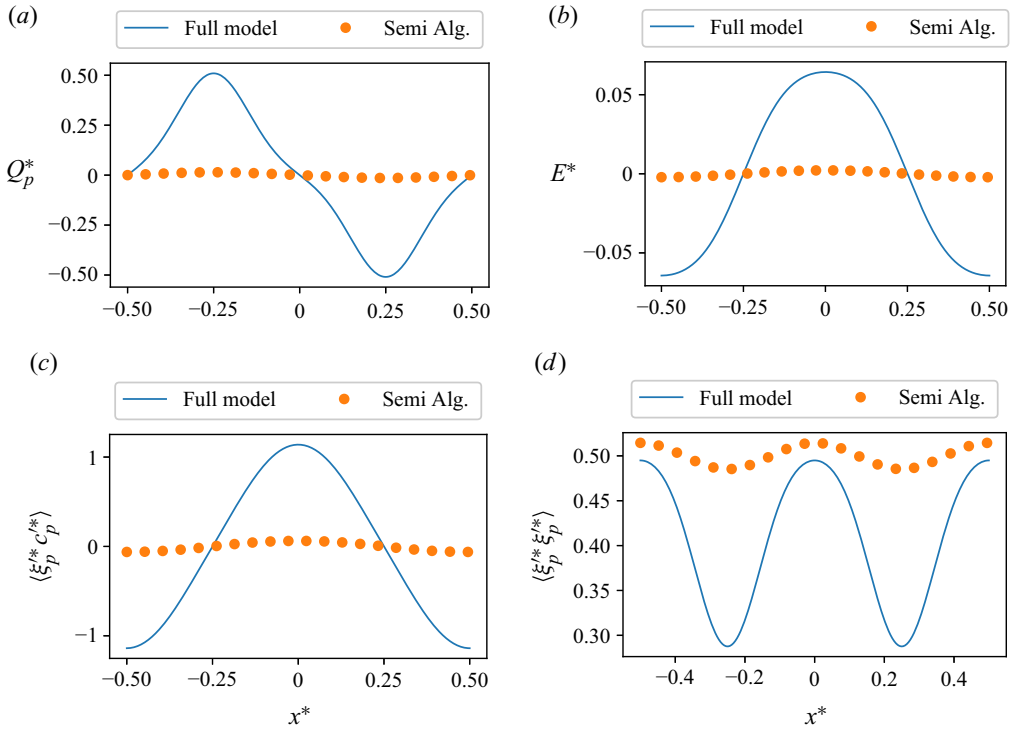 (a)
Full model Semi Alg.
0.50
0.25
0
−0.25
−0.50
Q*p
−0.50 −0.25 0 0.25 0.50
(b)
Full model Semi Alg.
0.05
0
−0.05
E*
−0.50 −0.25 0 0.25 0.50
(c)
Full model Semi Alg.
1
0
−1
⟨ξ′*p c′*p⟩
−0.50 −0.25 0 0.25 0.50
x*
(d)
Full model Semi Alg.
0.50
0.45
0.40
0.35
0.30
⟨ξ′*p ξ′*p⟩
−0.4 −0.2 0 0.2 0.4
x*